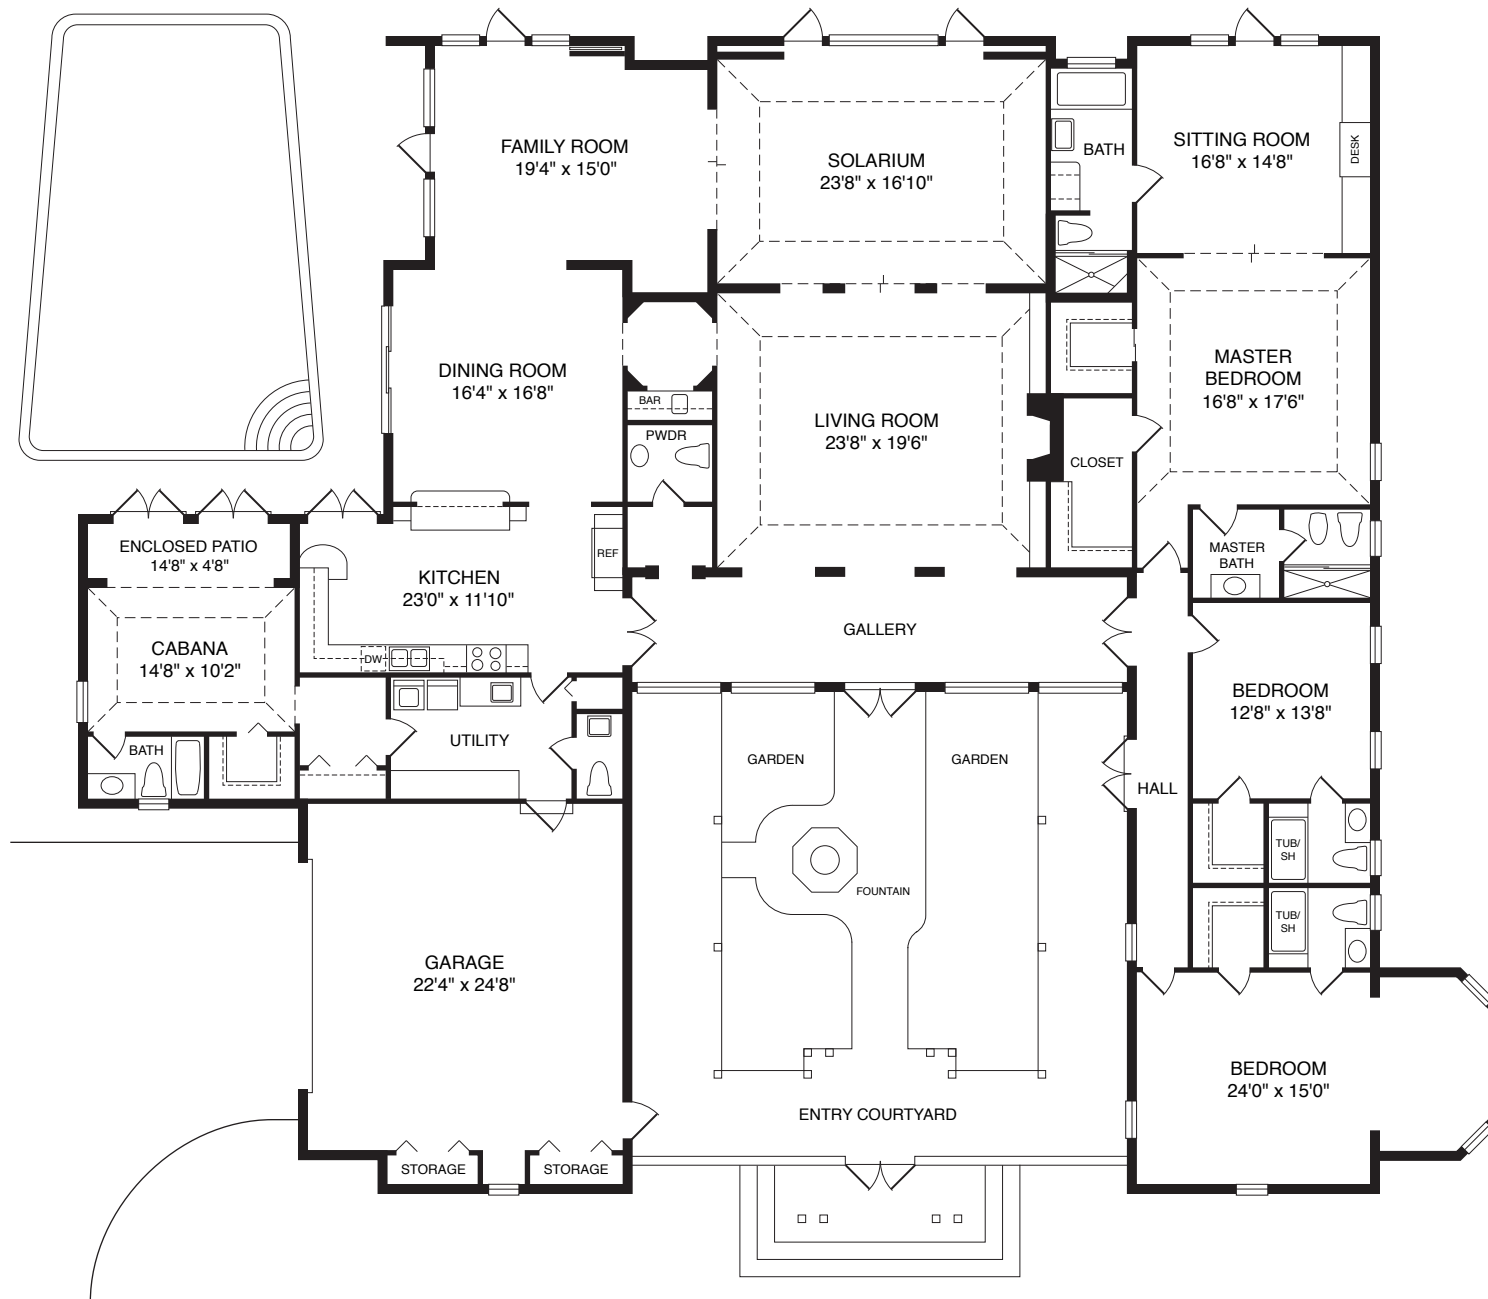 FAMILY ROOM
19'4" x 15'0"
SOLARIUM
23'8" x 16'10"
BATH
SITTING ROOM
16'8" x 14'8"
DESK
DINING ROOM
16'4" x 16'8"
BAR
PWDR
LIVING ROOM
23'8" x 19'6"
CLOSET
MASTER
BEDROOM
16'8" x 17'6"
ENCLOSED PATIO
14'8" x 4'8"
KITCHEN
23'0" x 11'10"
REF
MASTER
BATH
CABANA
14'8" x 10'2"
DW
GALLERY
BEDROOM
12'8" x 13'8"
BATH
UTILITY
GARDEN
GARDEN
HALL
TUB/
SH
FOUNTAIN
TUB/
SH
GARAGE
22'4" x 24'8"
BEDROOM
24'0" x 15'0"
ENTRY COURTYARD
STORAGE
STORAGE